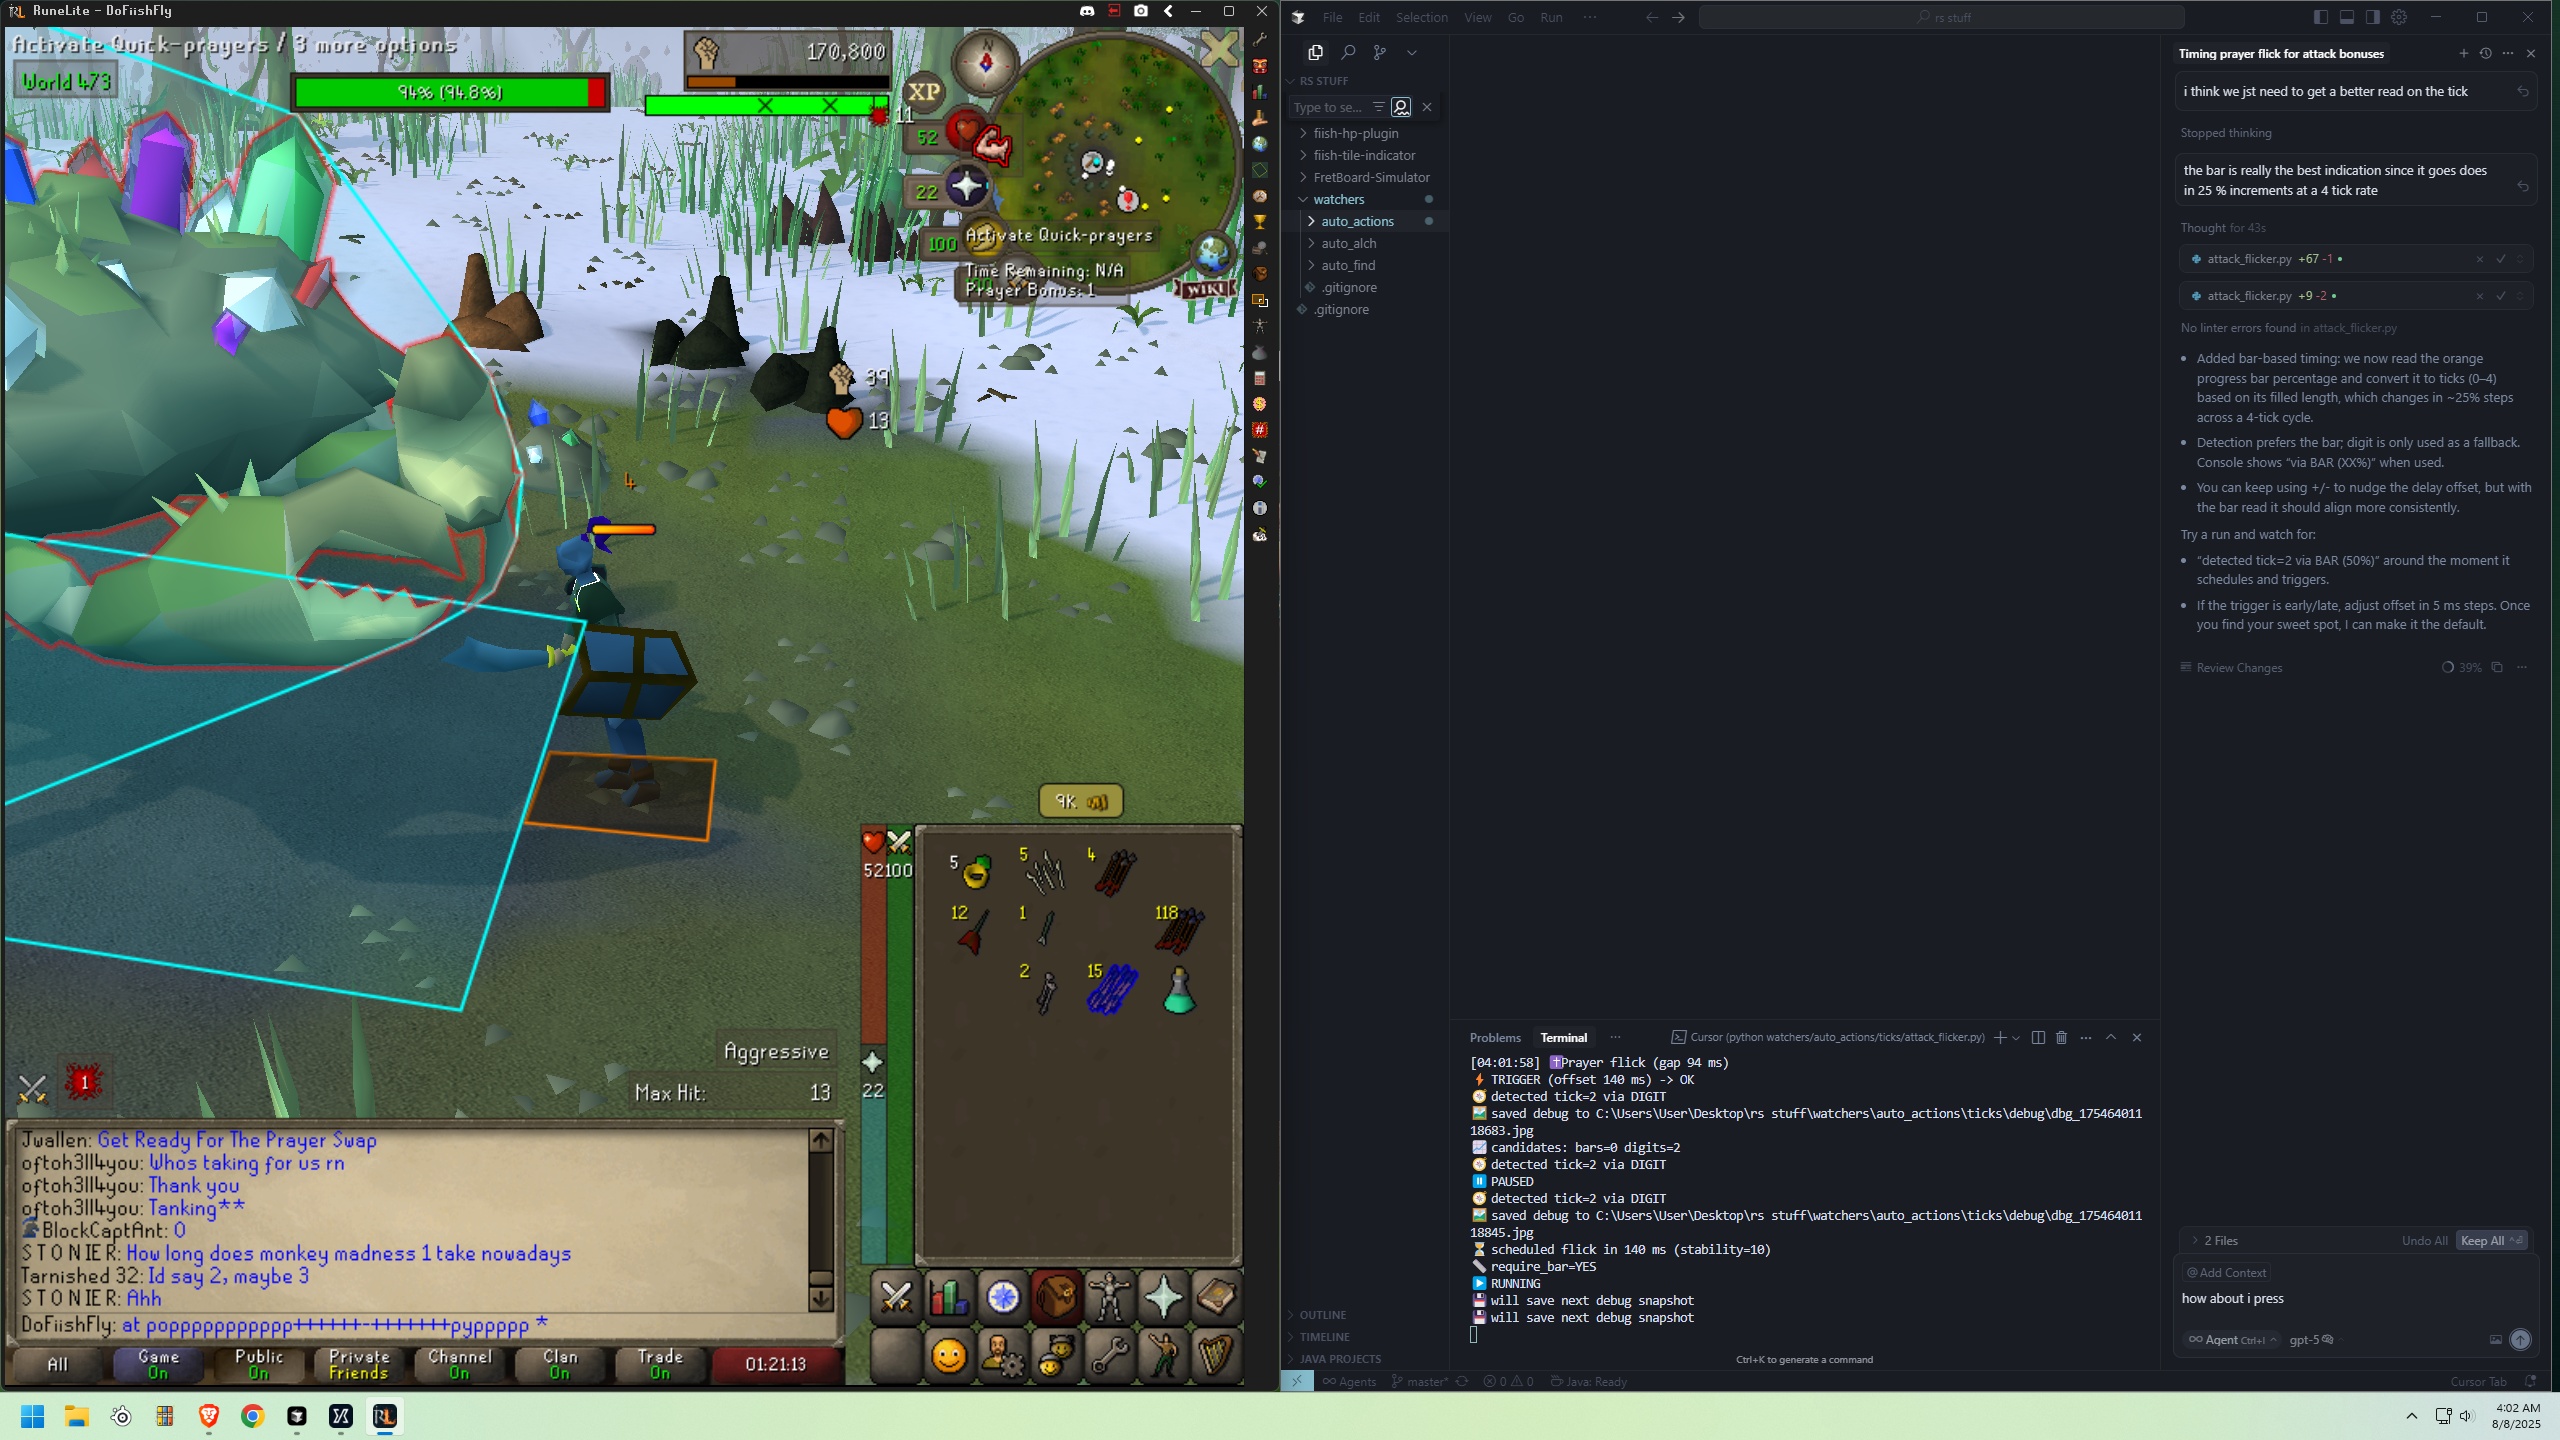 RuneLite - DoFiishFly
Activate Quick-prayers / 3 more options
World 473
94% (94.8%)
170,800
XP
11
52
22
100
Activate Quick-prayers
Time Remaining: N/A
Prayer Bonus: 1
WIKI
39
13
4
9K
52100
22
5
5
4
12
1
118
2
15
Aggressive
Max Hit: 13
1
Jwallen: Get Ready For The Prayer Swap
oftoh3ll4you: Whos taking for us rn
oftoh3ll4you: Thank you
oftoh3ll4you: Tanking**
BlockCaptAnt: 0
S T O N I E R: How long does monkey madness 1 take nowadays
Tarnished 32: Id say 2, maybe 3
S T O N I E R: Ahh
DoFiishFly: at popppppppppppp++++++-+++++++pyppppp *
All
Game
On
Public
On
Private
Friends
Channel
On
Clan
On
Trade
On
01:21:13
File Edit Selection View Go Run ···
rs stuff
RS STUFF
Type to se...
fiish-hp-plugin
fiish-tile-indicator
FretBoard-Simulator
watchers
auto_actions
auto_alch
auto_find
.gitignore
.gitignore
OUTLINE
TIMELINE
JAVA PROJECTS
Problems Terminal ···
Cursor (python watchers/auto_actions/ticks/attack_flicker.py)
[04:01:58] Prayer flick (gap 94 ms)
TRIGGER (offset 140 ms) -> OK
detected tick=2 via DIGIT
saved debug to C:\Users\User\Desktop\rs stuff\watchers\auto_actions\ticks\debug\dbg_175464011
18683.jpg
candidates: bars=0 digits=2
detected tick=2 via DIGIT
PAUSED
detected tick=2 via DIGIT
saved debug to C:\Users\User\Desktop\rs stuff\watchers\auto_actions\ticks\debug\dbg_175464011
18845.jpg
scheduled flick in 140 ms (stability=10)
require_bar=YES
RUNNING
will save next debug snapshot
will save next debug snapshot
Ctrl+K to generate a command
Timing prayer flick for attack bonuses
i think we jst need to get a better read on the tick
Stopped thinking
the bar is really the best indication since it goes does
in 25 % increments at a 4 tick rate
Thought for 43s
attack_flicker.py +67 -1 •
attack_flicker.py +9 -2 •
No linter errors found in attack_flicker.py
• Added bar-based timing: we now read the orange
progress bar percentage and convert it to ticks (0–4)
based on its filled length, which changes in ~25% steps
across a 4-tick cycle.
• Detection prefers the bar; digit is only used as a fallback.
Console shows “via BAR (XX%)” when used.
• You can keep using +/- to nudge the delay offset, but with
the bar read it should align more consistently.
Try a run and watch for:
• “detected tick=2 via BAR (50%)” around the moment it
schedules and triggers.
• If the trigger is early/late, adjust offset in 5 ms steps. Once
you find your sweet spot, I can make it the default.
Review Changes
39%
2 Files
Undo All
Keep All
@ Add Context
how about i press
Agent Ctrl+I
gpt-5
Agents
master*
0 0
Java: Ready
Cursor Tab
4:02 AM
8/8/2025